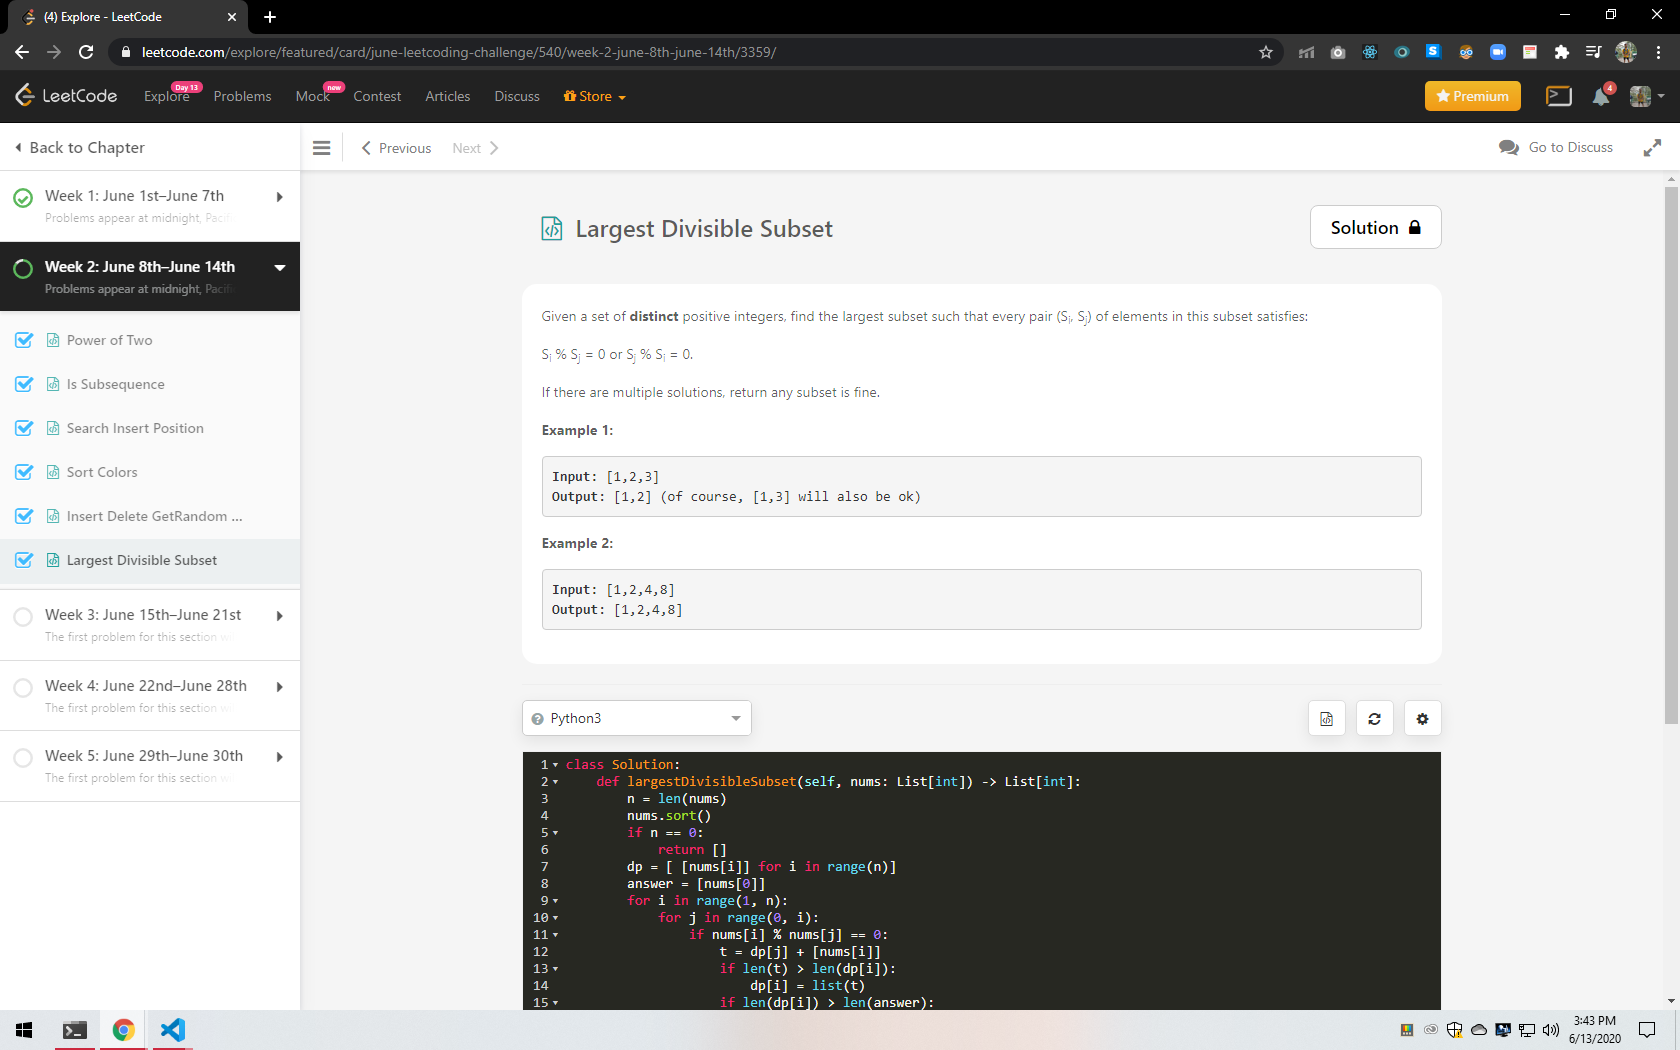 (4) Explore - LeetCode
leetcode.com/explore/featured/card/june-leetcoding-challenge/540/week-2-june-8th-june-14th/3359/
LeetCode
Explore Day 13 Problems Mock new Contest Articles Discuss Store Premium 4
Back to Chapter
Previous Next Go to Discuss
Week 1: June 1st–June 7th
Problems appear at midnight, Pacifi
Week 2: June 8th–June 14th
Problems appear at midnight, Pacifi
Power of Two
Is Subsequence
Search Insert Position
Sort Colors
Insert Delete GetRandom ...
Largest Divisible Subset
Week 3: June 15th–June 21st
The first problem for this section w
Week 4: June 22nd–June 28th
The first problem for this section w
Week 5: June 29th–June 30th
The first problem for this section w
Largest Divisible Subset
Solution
Given a set of distinct positive integers, find the largest subset such that every pair (Si, Sj) of elements in this subset satisfies:
Si % Sj = 0 or Sj % Si = 0.
If there are multiple solutions, return any subset is fine.
Example 1:
Input: [1,2,3]
Output: [1,2] (of course, [1,3] will also be ok)
Example 2:
Input: [1,2,4,8]
Output: [1,2,4,8]
Python3
1 class Solution:
2 def largestDivisibleSubset(self, nums: List[int]) -> List[int]:
3 n = len(nums)
4 nums.sort()
5 if n == 0:
6 return []
7 dp = [ [nums[i]] for i in range(n)]
8 answer = [nums[0]]
9 for i in range(1, n):
10 for j in range(0, i):
11 if nums[i] % nums[j] == 0:
12 t = dp[j] + [nums[i]]
13 if len(t) > len(dp[i]):
14 dp[i] = list(t)
15 if len(dp[i]) > len(answer):
3:43 PM
6/13/2020